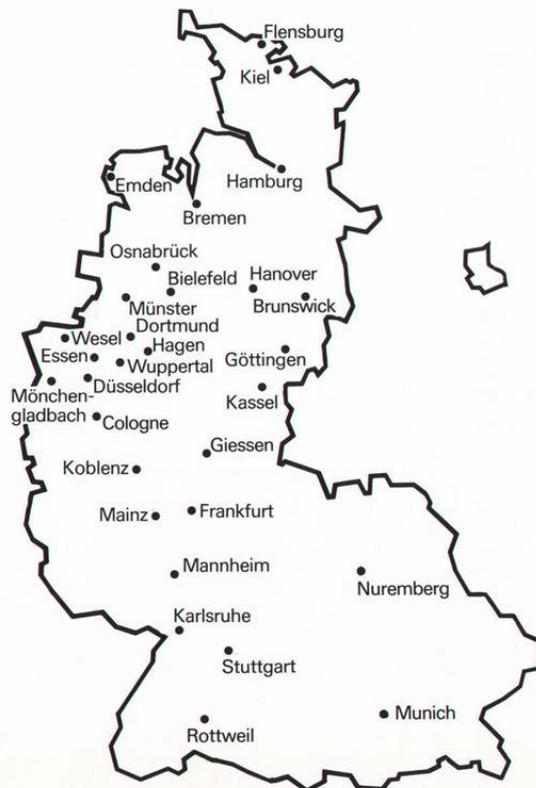 Flensburg
Kiel
Hamburg
Emden
Bremen
Osnabrück
Bielefeld
Hanover
Münster
Brunswick
Dortmund
Wesel
Hagen
Essen
Wuppertal
Göttingen
Düsseldorf
Mönchen-
gladbach
Kassel
Cologne
Giessen
Koblenz
Mainz
Frankfurt
Mannheim
Nuremberg
Karlsruhe
Stuttgart
Munich
Rottweil